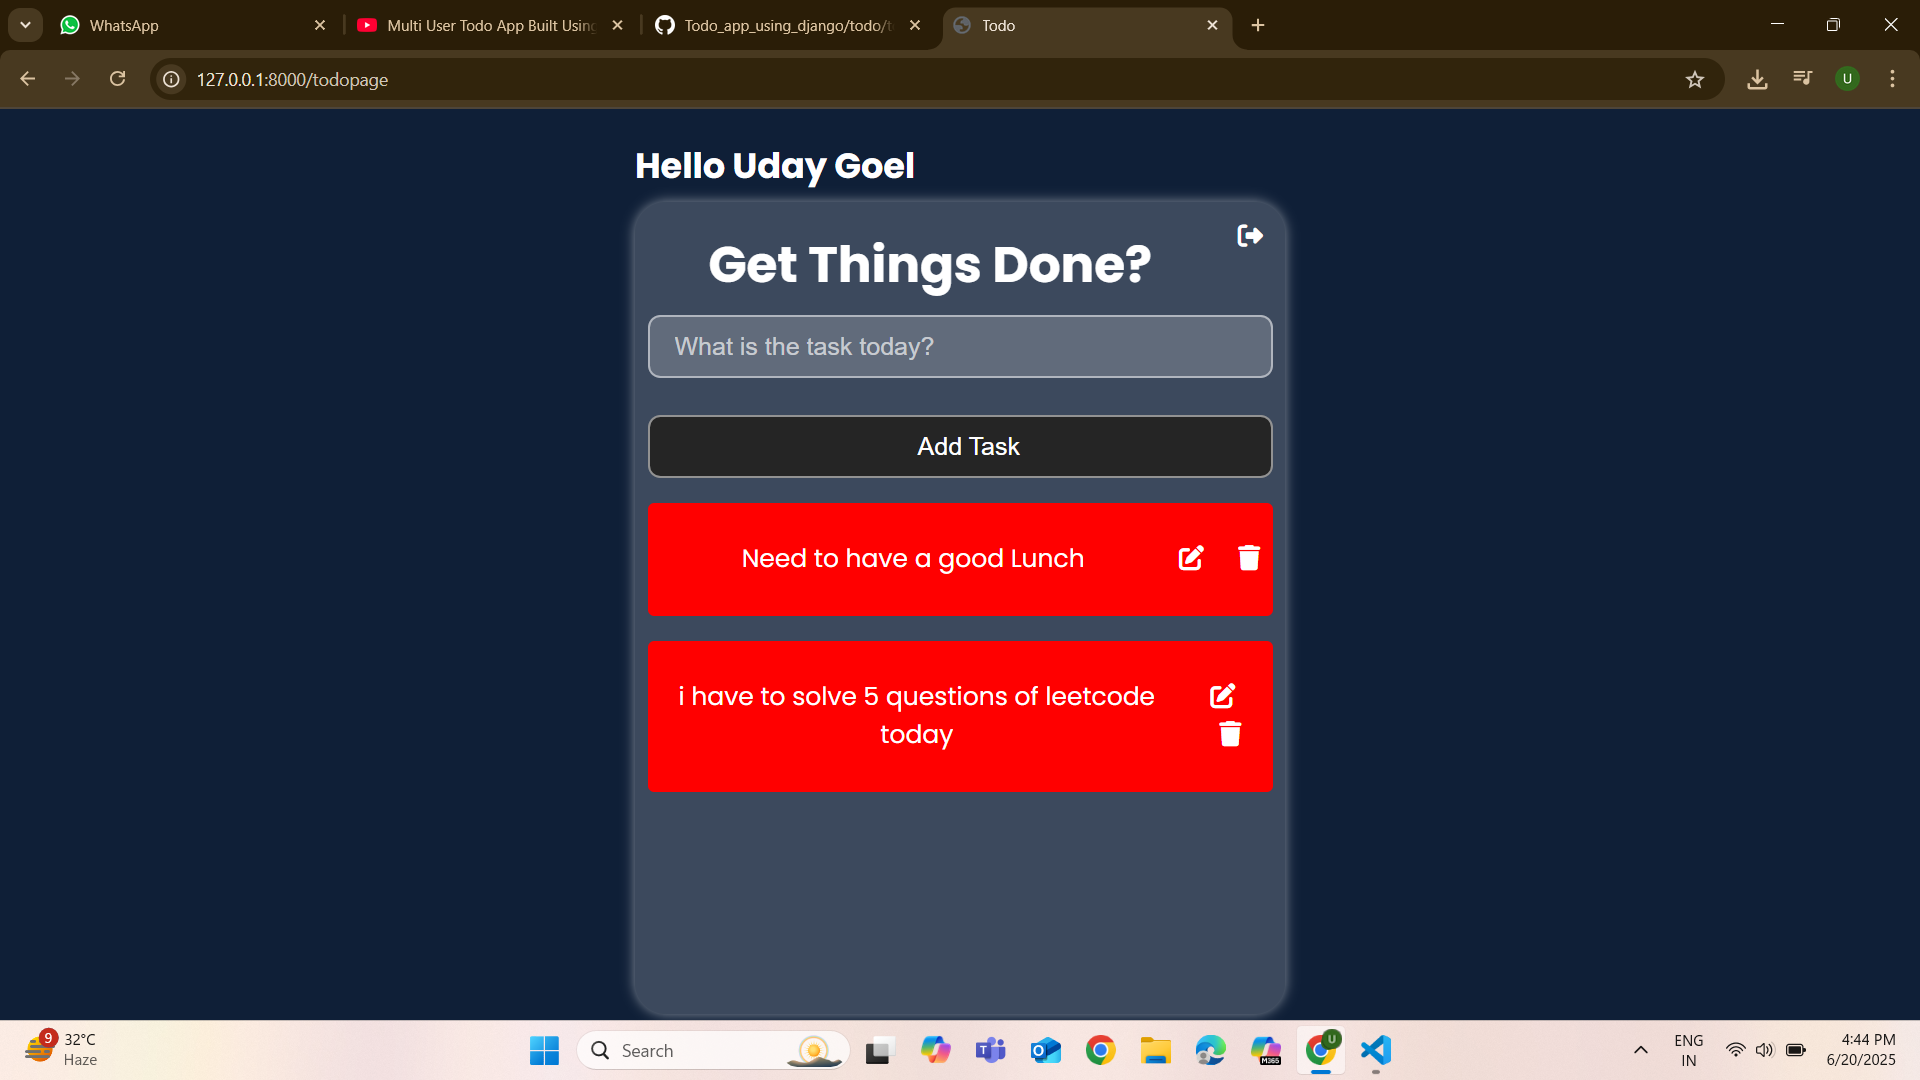 WhatsApp
Multi User Todo App Built Using
Todo_app_using_django/todo/t
Todo
127.0.0.1:8000/todopage
U
Hello Uday Goel
Get Things Done?
What is the task today?
Add Task
Need to have a good Lunch
i have to solve 5 questions of leetcode
today
9
32°C
Haze
Search
T
O
M365
U
ENG
IN
4:44 PM
6/20/2025